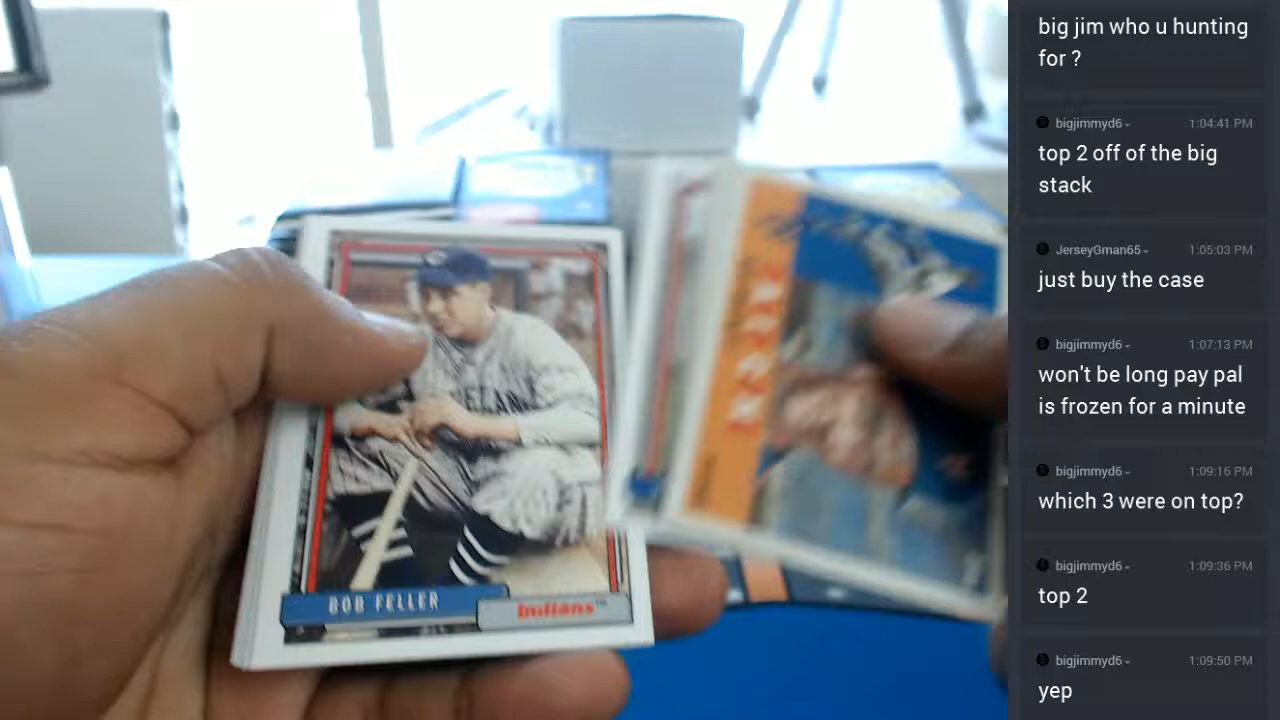 BOB FELLER
Indians™
big jim who u hunting
for ?
bigjimmyd6
1:04:41 PM
top 2 off of the big
stack
JerseyGman65
1:05:03 PM
just buy the case
bigjimmyd6
1:07:13 PM
won't be long pay pal
is frozen for a minute
bigjimmyd6
1:09:16 PM
which 3 were on top?
bigjimmyd6
1:09:36 PM
top 2
bigjimmyd6
1:09:50 PM
yep